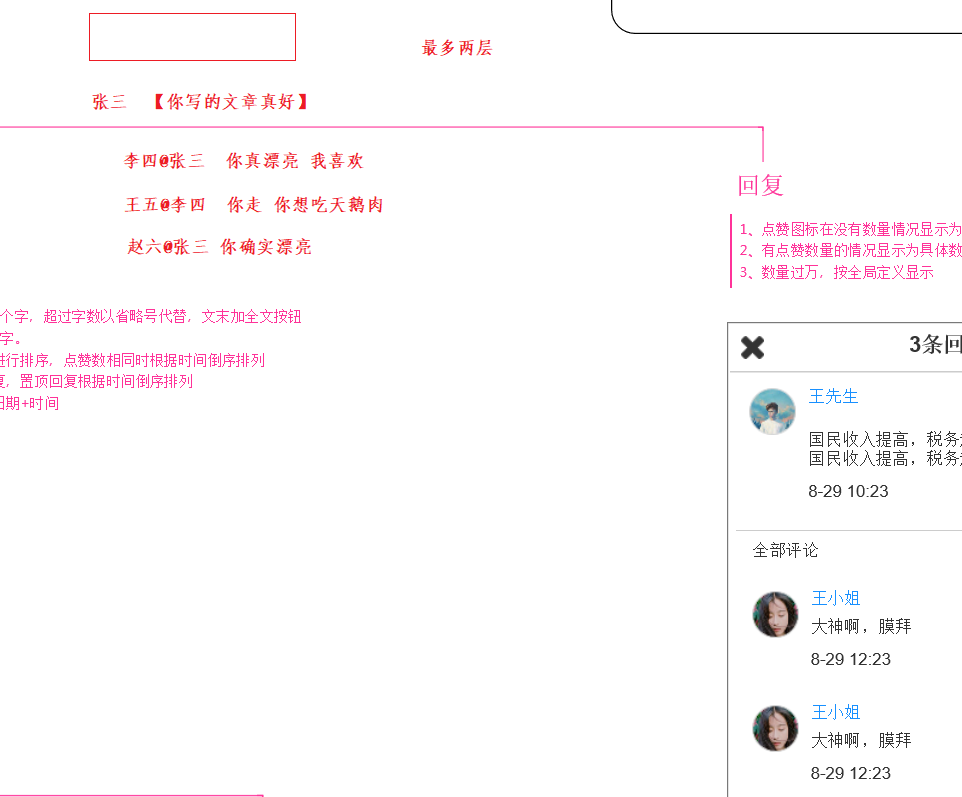 最多两层
张三 【你写的文章真好】
李四@张三 你真漂亮 我喜欢
王五@李四 你走 你想吃天鹅肉
赵六@张三 你确实漂亮
个字，超过字数以省略号代替，文末加全文按钮
字。
进行排序，点赞数相同时根据时间倒序排列
复，置顶回复根据时间倒序排列
日期+时间
回复
1、点赞图标在没有数量情况显示为
2、有点赞数量的情况显示为具体数
3、数量过万，按全局定义显示
3条回
王先生
国民收入提高，税务
国民收入提高，税务
8-29 10:23
全部评论
王小姐
大神啊，膜拜
8-29 12:23
王小姐
大神啊，膜拜
8-29 12:23